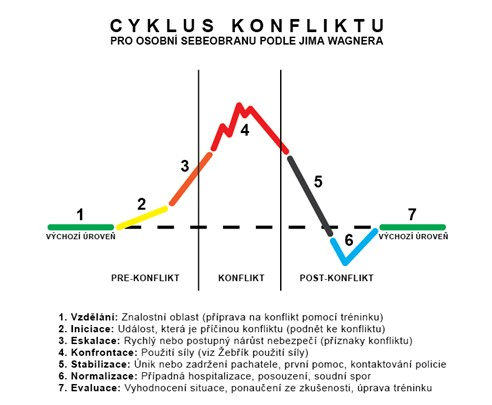 CYKLUS KONFLIKTU
PRO OSOBNÍ SEBEOBRANU PODLE JIMA WAGNERA
1
2
3
4
5
6
7
VÝCHOZÍ ÚROVEŇ
VÝCHOZÍ ÚROVEŇ
PRE-KONFLIKT
KONFLIKT
POST-KONFLIKT
1. Vzdělání: Znalostní oblast (příprava na konflikt pomocí tréninku)
2. Iniciace: Událost, která je příčinou konfliktu (podnět ke konfliktu)
3. Eskalace: Rychlý nebo postupný nárůst nebezpečí (příznaky konfliktu)
4. Konfrontace: Použití síly (viz Žebřík použití síly)
5. Stabilizace: Únik nebo zadržení pachatele, první pomoc, kontaktování policie
6. Normalizace: Případná hospitalizace, posouzení, soudní spor
7. Evaluace: Vyhodnocení situace, ponaučení ze zkušenosti, úprava tréninku